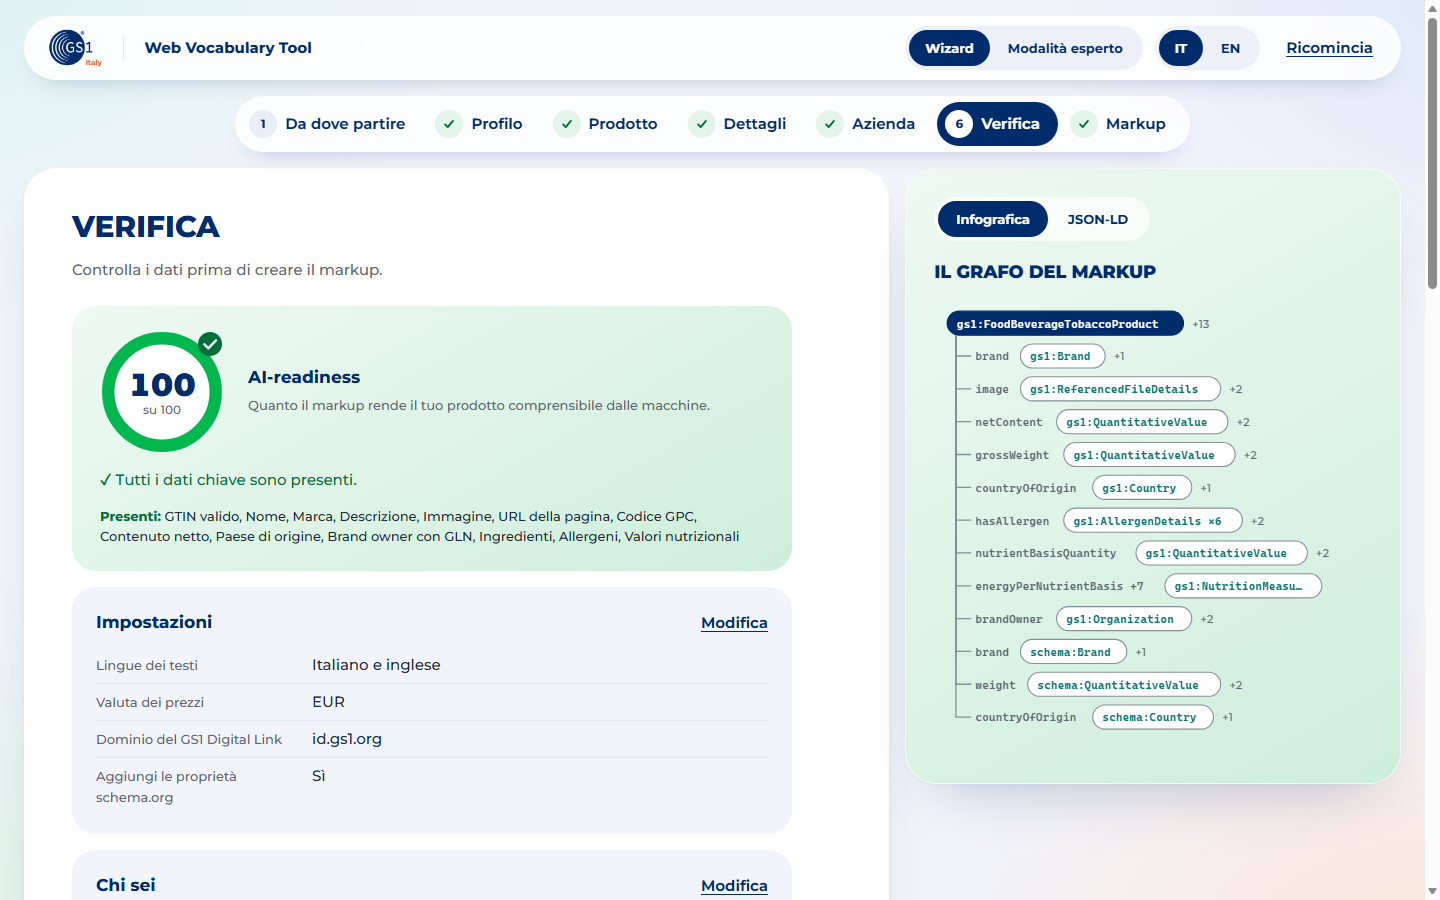 GS1
Italy
Web Vocabulary Tool
Wizard
Modalità esperto
IT
EN
Ricomincia
1
Da dove partire
Profilo
Prodotto
Dettagli
Azienda
6
Verifica
Markup
VERIFICA
Controlla i dati prima di creare il markup.
100
su 100
AI-readiness
Quanto il markup rende il tuo prodotto comprensibile dalle macchine.
✓ Tutti i dati chiave sono presenti.
Presenti: GTIN valido, Nome, Marca, Descrizione, Immagine, URL della pagina, Codice GPC,
Contenuto netto, Paese di origine, Brand owner con GLN, Ingredienti, Allergeni, Valori nutrizionali
Impostazioni
Modifica
Lingue dei testi
Italiano e inglese
Valuta dei prezzi
EUR
Dominio del GS1 Digital Link
id.gs1.org
Aggiungi le proprietà
schema.org
Sì
Chi sei
Modifica
Infografica
JSON-LD
IL GRAFO DEL MARKUP
gs1:FoodBeverageTobaccoProduct +13
brand gs1:Brand +1
image gs1:ReferencedFileDetails +2
netContent gs1:QuantitativeValue +2
grossWeight gs1:QuantitativeValue +2
countryOfOrigin gs1:Country +1
hasAllergen gs1:AllergenDetails ×6 +2
nutrientBasisQuantity gs1:QuantitativeValue +2
energyPerNutrientBasis +7 gs1:NutritionMeasu…
brandOwner gs1:Organization +2
brand schema:Brand +1
weight schema:QuantitativeValue +2
countryOfOrigin schema:Country +1